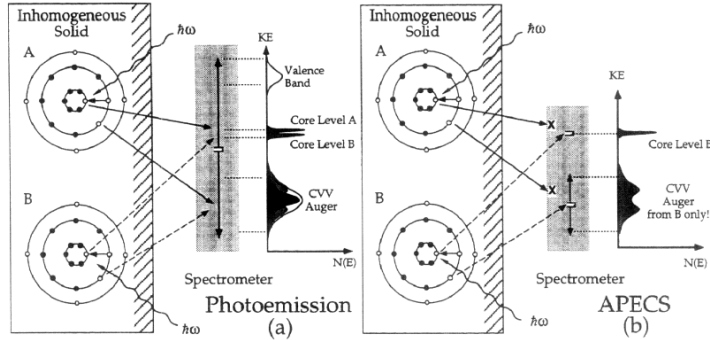 Inhomogeneous
Solid
ħω
A
B
ħω
KE
Valence
Band
Core Level A
Core Level B
CVV
Auger
N(E)
Spectrometer
Photoemission
(a)
Inhomogeneous
Solid
ħω
A
B
ħω
X
X
KE
Core Level B
CVV
Auger
from B only!
N(E)
Spectrometer
APECS
(b)